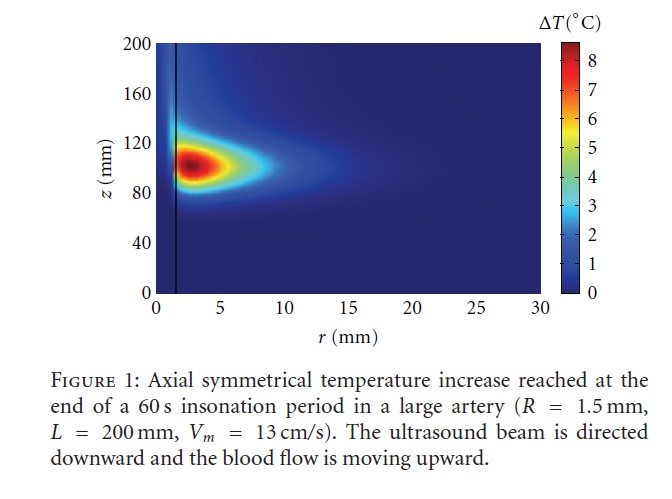 ΔT(°C)
200
160
120
80
40
0
z (mm)
0 5 10 15 20 25 30
r (mm)
8
7
6
5
4
3
2
1
0
FIGURE 1: Axial symmetrical temperature increase reached at the
end of a 60 s insonation period in a large artery (R = 1.5 mm,
L = 200 mm, Vm = 13 cm/s). The ultrasound beam is directed
downward and the blood flow is moving upward.